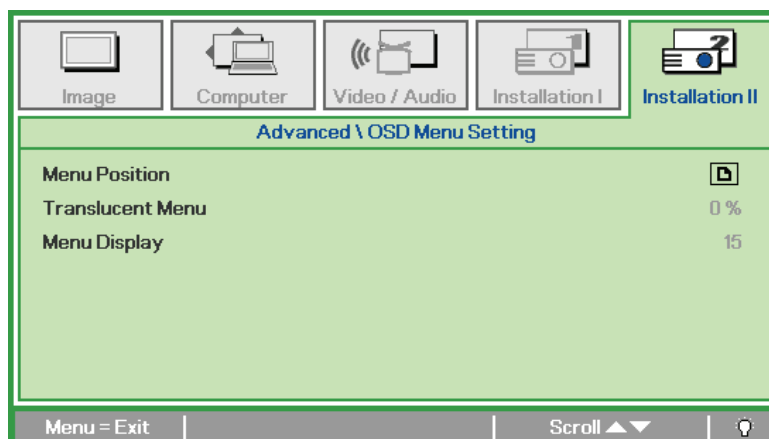 Image
Computer
Video / Audio
Installation I
Installation II
Advanced \ OSD Menu Setting
Menu Position
Translucent Menu 0 %
Menu Display 15
Menu = Exit Scroll ▲▼